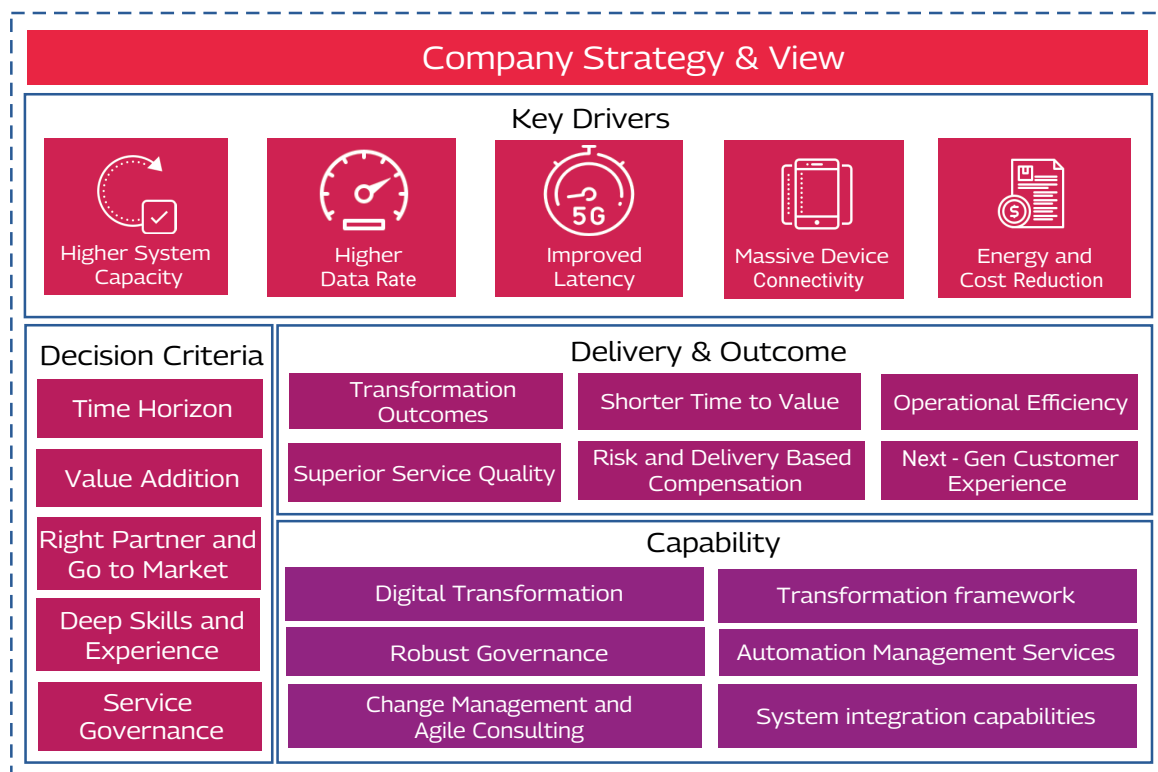 Company Strategy & View
Key Drivers
Higher System
Capacity
Higher
Data Rate
5G
Improved
Latency
Massive Device
Connectivity
$
Energy and
Cost Reduction
Decision Criteria
Time Horizon
Value Addition
Right Partner and
Go to Market
Deep Skills and
Experience
Service
Governance
Delivery & Outcome
Transformation
Outcomes
Shorter Time to Value
Operational Efficiency
Superior Service Quality
Risk and Delivery Based
Compensation
Next - Gen Customer
Experience
Capability
Digital Transformation
Transformation framework
Robust Governance
Automation Management Services
Change Management and
Agile Consulting
System integration capabilities